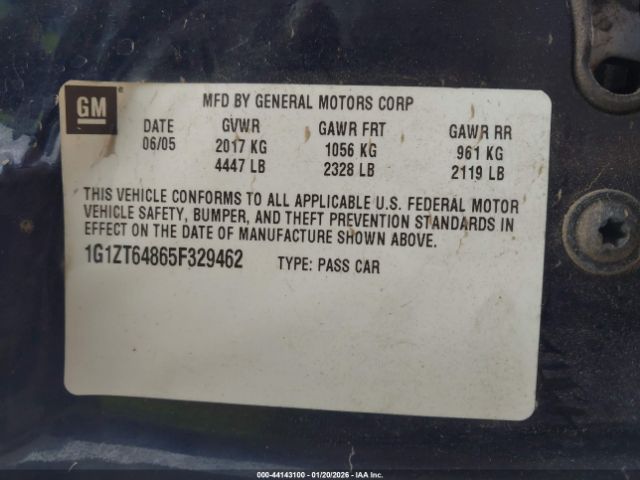 GM
MFD BY GENERAL MOTORS CORP
DATE GVWR GAWR FRT GAWR RR
06/05 2017 KG 1056 KG 961 KG
4447 LB 2328 LB 2119 LB
THIS VEHICLE CONFORMS TO ALL APPLICABLE U.S. FEDERAL MOTOR
VEHICLE SAFETY, BUMPER, AND THEFT PREVENTION STANDARDS IN
EFFECT ON THE DATE OF MANUFACTURE SHOWN ABOVE.
1G1ZT64865F329462 TYPE: PASS CAR
000-44143100 - 01/20/2026 - IAA Inc.